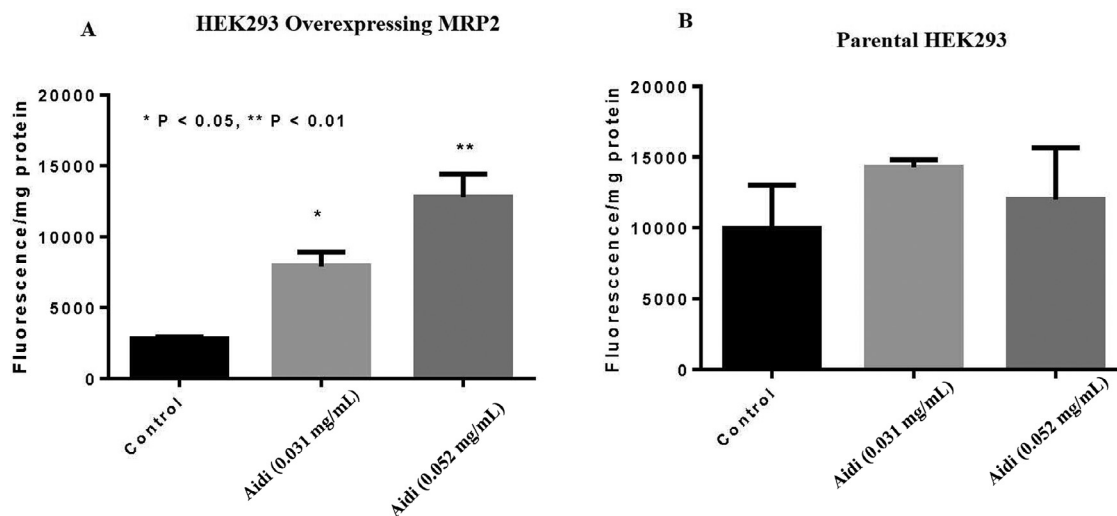 A
HEK293 Overexpressing MRP2
Fluorescence/mg protein
20000
15000
10000
5000
0
* P < 0.05, ** P < 0.01
*
**
Control
Aidi (0.031 mg/mL)
Aidi (0.052 mg/mL)
B
Parental HEK293
Fluoresccence/mg protein
20000
15000
10000
5000
0
Control
Aidi (0.031 mg/mL)
Aidi (0.052 mg/mL)